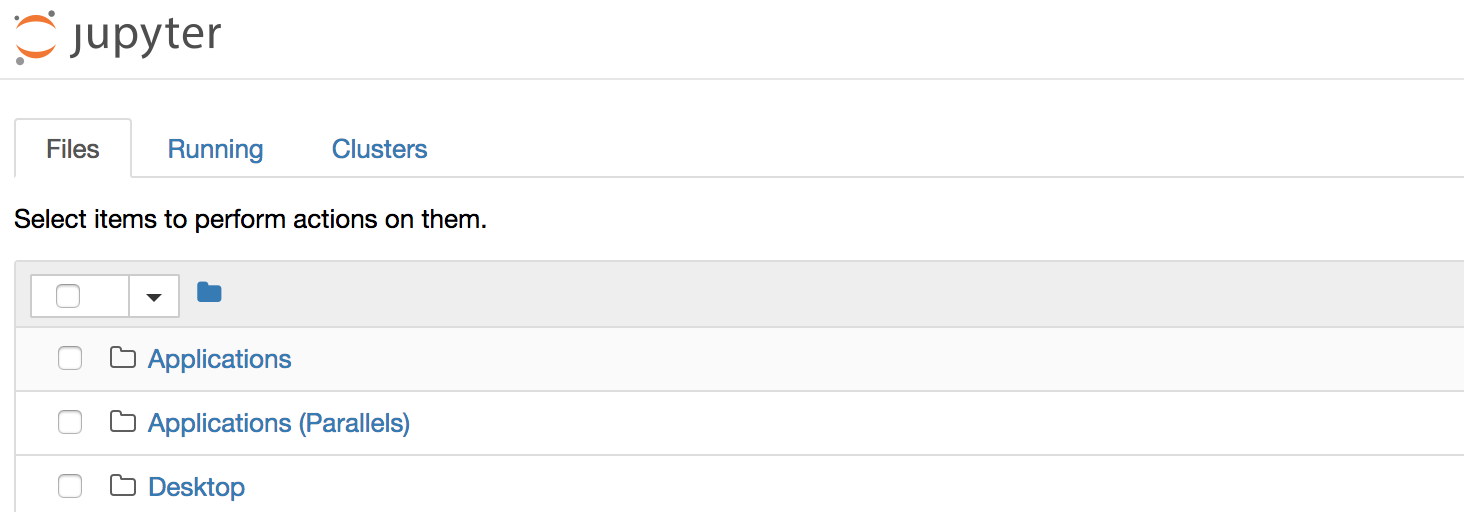 jupyter
Files Running Clusters
Select items to perform actions on them.
Applications
Applications (Parallels)
Desktop